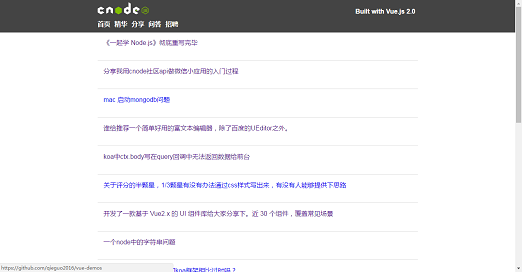 cnode
Built with Vue.js 2.0
首页 精华 分享 问答 招聘
《一起学 Node.js》彻底重写完毕
分享我用cnode社区api做微信小应用的入门过程
mac 启动mongodb问题
谁给推荐一个简单好用的富文本编辑器，除了百度的UEditor之外。
koa中ctx.body写在query回调中无法返回数据给前台
关于评分的半颗星，1/3颗星有没有办法通过css样式写出来，有没有人能够提供下思路
开发了一款基于 Vue2.x 的 UI 组件库给大家分享下。近 30 个组件，覆盖常见场景
一个node中的字符串问题
https://github.com/qieguo2016/vue-demos